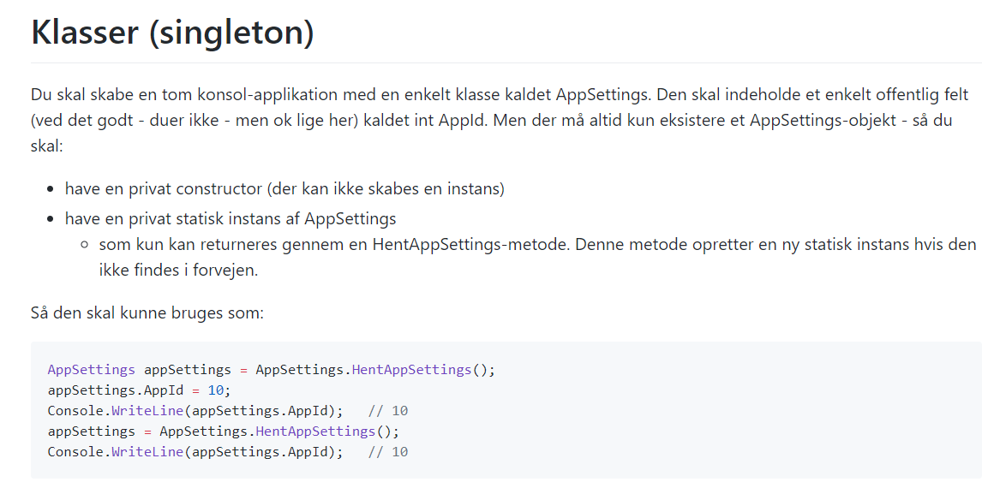 Klasser (singleton)
Du skal skabe en tom konsol-applikation med en enkelt klasse kaldet AppSettings. Den skal indeholde et enkelt offentlig felt
(ved det godt - duer ikke - men ok lige her) kaldet int AppId. Men der må altid kun eksistere et AppSettings-objekt - så du
skal:
• have en privat constructor (der kan ikke skabes en instans)
• have en privat statisk instans af AppSettings
◦ som kun kan returneres gennem en HentAppSettings-metode. Denne metode opretter en ny statisk instans hvis den
ikke findes i forvejen.
Så den skal kunne bruges som:
AppSettings appSettings = AppSettings.HentAppSettings();
appSettings.AppId = 10;
Console.WriteLine(appSettings.AppId);   // 10
appSettings = AppSettings.HentAppSettings();
Console.WriteLine(appSettings.AppId);   // 10